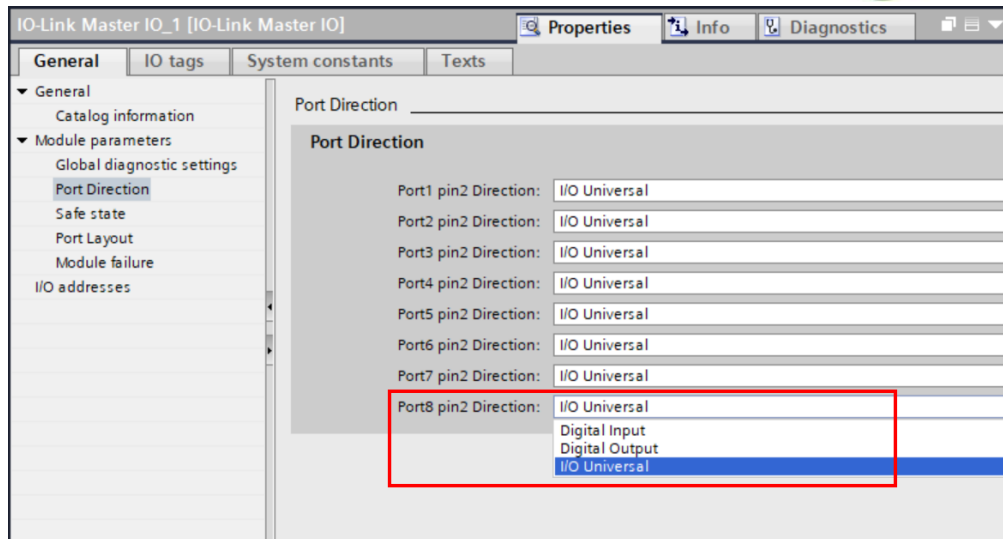 IO-Link Master IO_1 [IO-Link Master IO]
Properties
Info
Diagnostics
General
IO tags
System constants
Texts
General
Catalog information
Module parameters
Global diagnostic settings
Port Direction
Safe state
Port Layout
Module failure
I/O addresses
Port Direction
Port Direction
Port1 pin2 Direction: I/O Universal
Port2 pin2 Direction: I/O Universal
Port3 pin2 Direction: I/O Universal
Port4 pin2 Direction: I/O Universal
Port5 pin2 Direction: I/O Universal
Port6 pin2 Direction: I/O Universal
Port7 pin2 Direction: I/O Universal
Port8 pin2 Direction: I/O Universal
Digital Input
Digital Output
I/O Universal